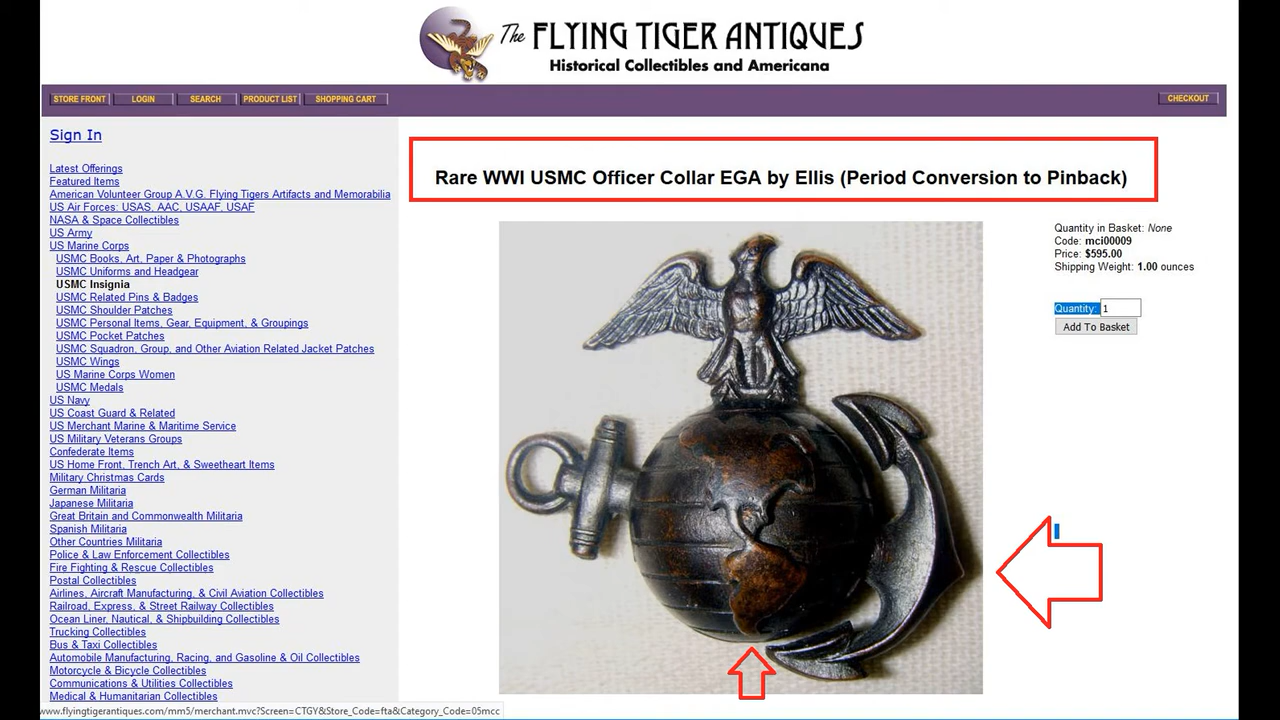 The FLYING TIGER ANTIQUES
Historical Collectibles and Americana
STORE FRONT LOGIN SEARCH PRODUCT LIST SHOPPING CART CHECKOUT
Sign In
Latest Offerings
Featured Items
American Volunteer Group A.V.G. Flying Tigers Artifacts and Memorabilia
US Air Forces: USAS, AAC, USAAF, USAF
NASA & Space Collectibles
US Army
US Marine Corps
USMC Books, Art, Paper & Photographs
USMC Uniforms and Headgear
USMC Insignia
USMC Related Pins & Badges
USMC Shoulder Patches
USMC Personal Items, Gear, Equipment, & Groupings
USMC Pocket Patches
USMC Squadron, Group, and Other Aviation Related Jacket Patches
USMC Wings
US Marine Corps Women
USMC Medals
US Navy
US Coast Guard & Related
US Merchant Marine & Maritime Service
US Military Veterans Groups
Confederate Items
US Home Front, Trench Art, & Sweetheart Items
Military Christmas Cards
German Militaria
Japanese Militaria
Great Britain and Commonwealth Militaria
Spanish Militaria
Other Countries Militaria
Police & Law Enforcement Collectibles
Fire Fighting & Rescue Collectibles
Postal Collectibles
Airlines, Aircraft Manufacturing, & Civil Aviation Collectibles
Railroad, Express, & Street Railway Collectibles
Ocean Liner, Nautical, & Shipbuilding Collectibles
Trucking Collectibles
Bus & Taxi Collectibles
Automobile Manufacturing, Racing, and Gasoline & Oil Collectibles
Motorcycle & Bicycle Collectibles
Communications & Utilities Collectibles
Medical & Humanitarian Collectibles
www.flyingtigerantiques.com/mm5/merchant.mvc?Screen=CTGY&Store_Code=fta&Category_Code=05mcc
Rare WWI USMC Officer Collar EGA by Ellis (Period Conversion to Pinback)
Quantity in Basket: None
Code: mci00009
Price: $595.00
Shipping Weight: 1.00 ounces
Quantity: 1
Add To Basket